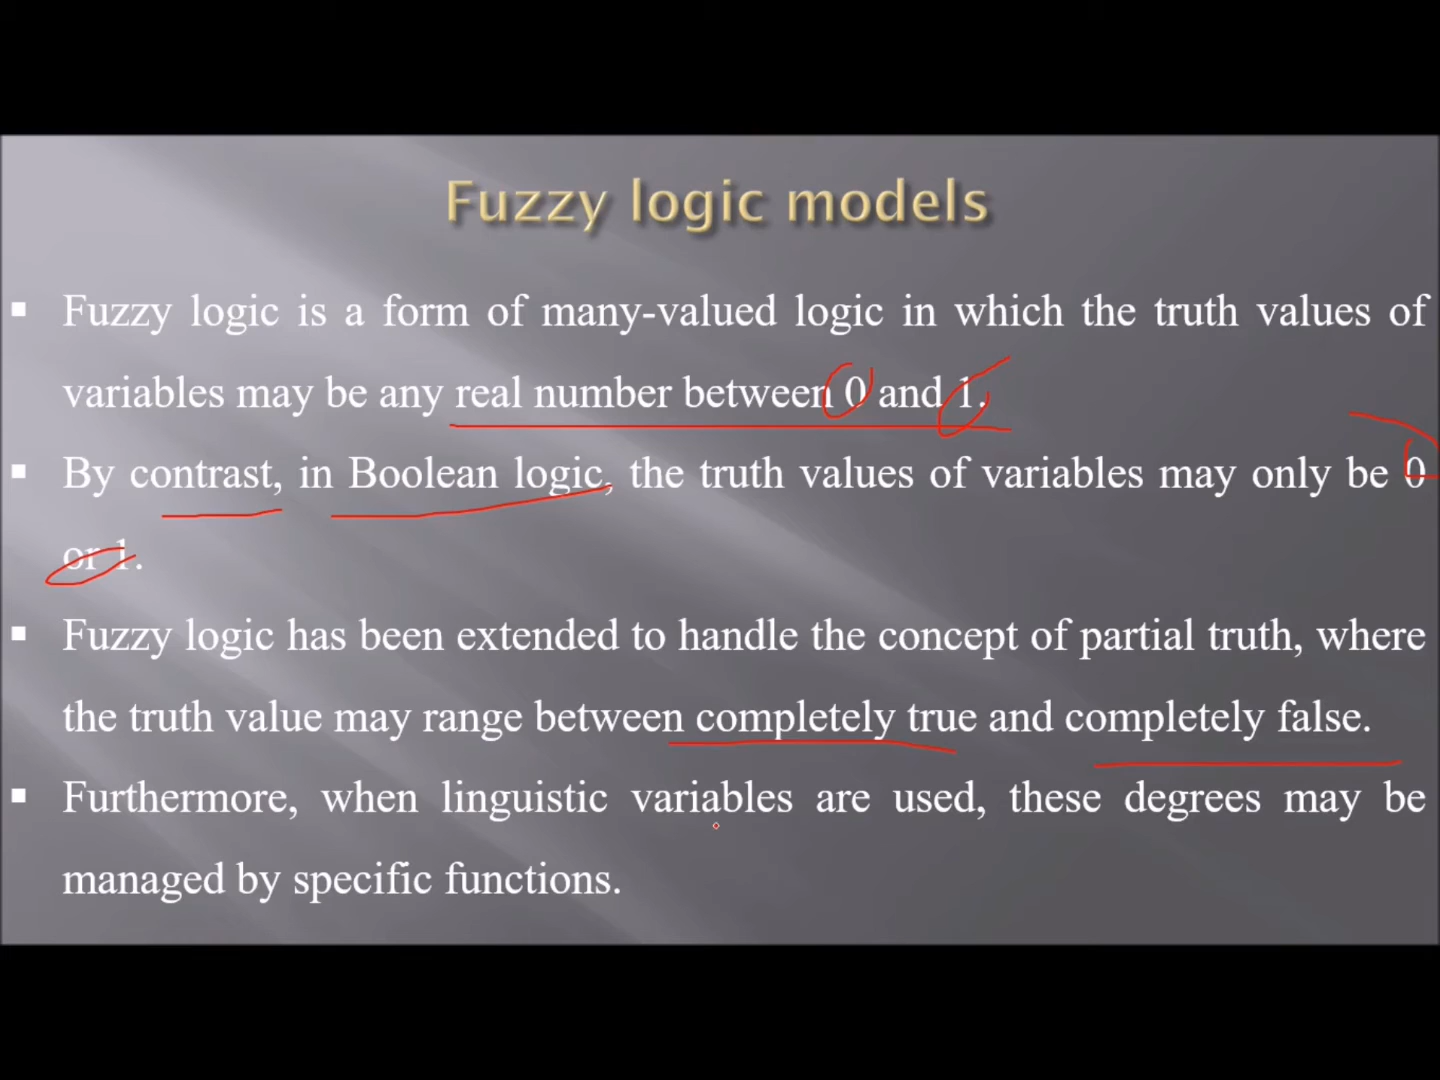 Fuzzy logic models
▪ Fuzzy logic is a form of many-valued logic in which the truth values of
variables may be any real number between 0 and 1.
▪ By contrast, in Boolean logic, the truth values of variables may only be 0
or 1.
▪ Fuzzy logic has been extended to handle the concept of partial truth, where
the truth value may range between completely true and completely false.
▪ Furthermore, when linguistic variables are used, these degrees may be
managed by specific functions.